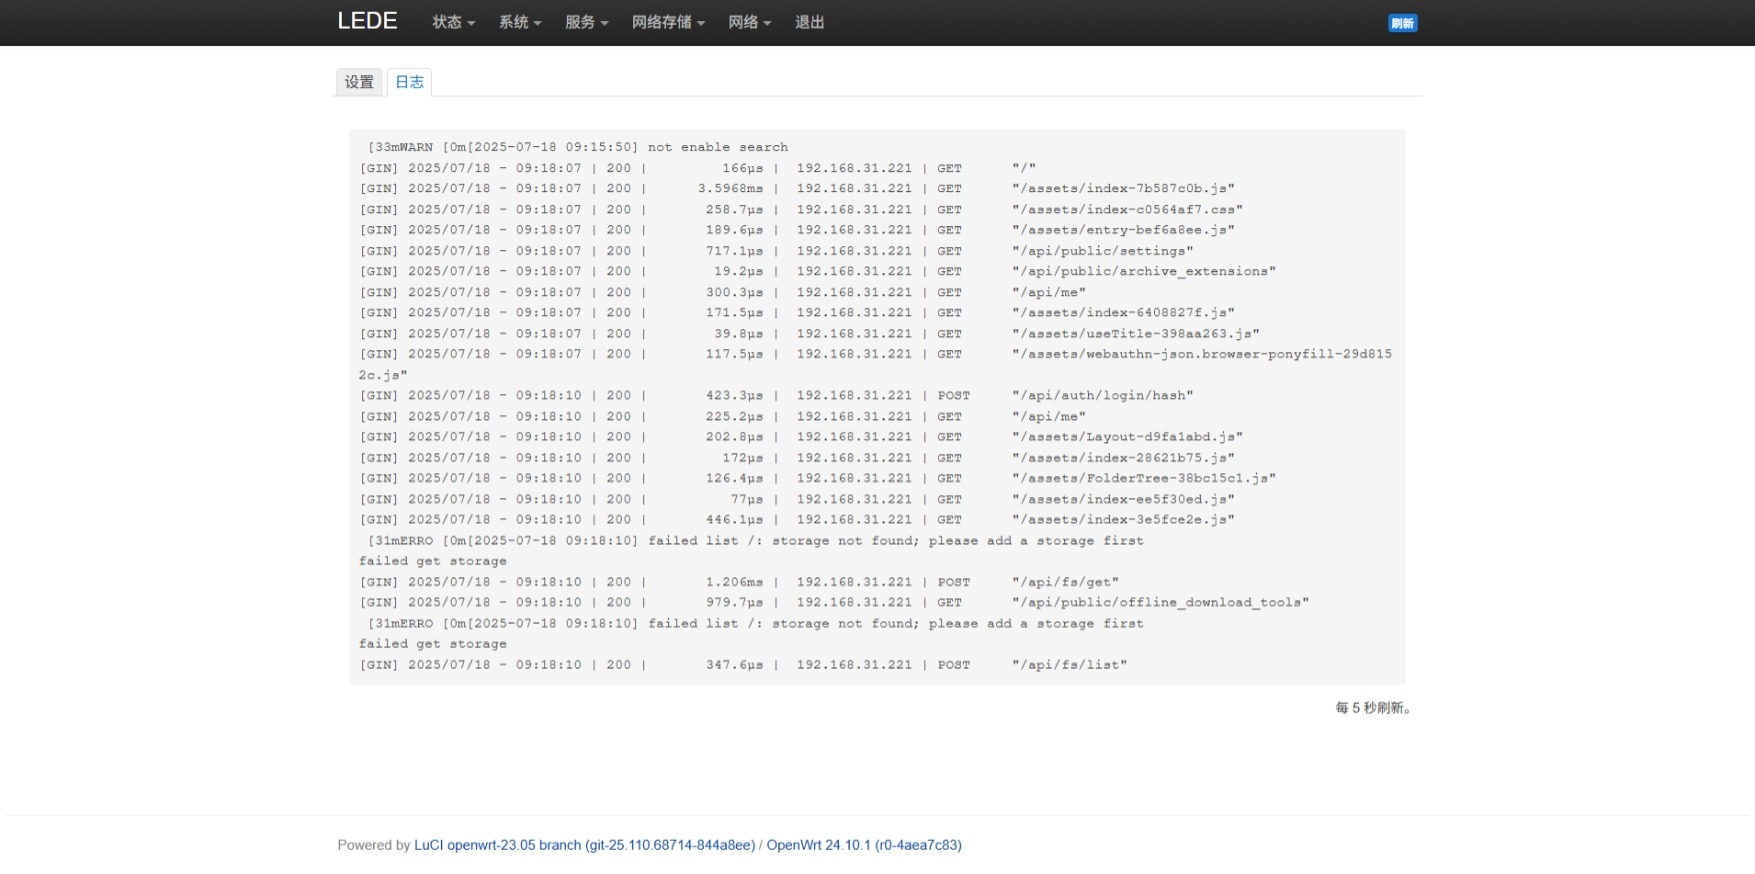 LEDE 状态 系统 服务 网络存储 网络 退出 刷新
设置 日志
[33mWARN [0m[2025-07-18 09:15:50] not enable search
[GIN] 2025/07/18 - 09:18:07 | 200 | 166µs | 192.168.31.221 | GET "/"
[GIN] 2025/07/18 - 09:18:07 | 200 | 3.5968ms | 192.168.31.221 | GET "/assets/index-7b587c0b.js"
[GIN] 2025/07/18 - 09:18:07 | 200 | 258.7µs | 192.168.31.221 | GET "/assets/index-c0564af7.css"
[GIN] 2025/07/18 - 09:18:07 | 200 | 189.6µs | 192.168.31.221 | GET "/assets/entry-bef6a8ee.js"
[GIN] 2025/07/18 - 09:18:07 | 200 | 717.1µs | 192.168.31.221 | GET "/api/public/settings"
[GIN] 2025/07/18 - 09:18:07 | 200 | 19.2µs | 192.168.31.221 | GET "/api/public/archive_extensions"
[GIN] 2025/07/18 - 09:18:07 | 200 | 300.3µs | 192.168.31.221 | GET "/api/me"
[GIN] 2025/07/18 - 09:18:07 | 200 | 171.5µs | 192.168.31.221 | GET "/assets/index-6408827f.js"
[GIN] 2025/07/18 - 09:18:07 | 200 | 39.8µs | 192.168.31.221 | GET "/assets/useTitle-398aa263.js"
[GIN] 2025/07/18 - 09:18:07 | 200 | 117.5µs | 192.168.31.221 | GET "/assets/webauthn-json.browser-ponyfill-29d815
2c.js"
[GIN] 2025/07/18 - 09:18:10 | 200 | 423.3µs | 192.168.31.221 | POST "/api/auth/login/hash"
[GIN] 2025/07/18 - 09:18:10 | 200 | 225.2µs | 192.168.31.221 | GET "/api/me"
[GIN] 2025/07/18 - 09:18:10 | 200 | 202.8µs | 192.168.31.221 | GET "/assets/Layout-d9fa1abd.js"
[GIN] 2025/07/18 - 09:18:10 | 200 | 172µs | 192.168.31.221 | GET "/assets/index-28621b75.js"
[GIN] 2025/07/18 - 09:18:10 | 200 | 126.4µs | 192.168.31.221 | GET "/assets/FolderTree-38bc15c1.js"
[GIN] 2025/07/18 - 09:18:10 | 200 | 77µs | 192.168.31.221 | GET "/assets/index-ee5f30ed.js"
[GIN] 2025/07/18 - 09:18:10 | 200 | 446.1µs | 192.168.31.221 | GET "/assets/index-3e5fce2e.js"
[31mERRO [0m[2025-07-18 09:18:10] failed list /: storage not found; please add a storage first
failed get storage
[GIN] 2025/07/18 - 09:18:10 | 200 | 1.206ms | 192.168.31.221 | POST "/api/fs/get"
[GIN] 2025/07/18 - 09:18:10 | 200 | 979.7µs | 192.168.31.221 | GET "/api/public/offline_download_tools"
[31mERRO [0m[2025-07-18 09:18:10] failed list /: storage not found; please add a storage first
failed get storage
[GIN] 2025/07/18 - 09:18:10 | 200 | 347.6µs | 192.168.31.221 | POST "/api/fs/list"
每 5 秒刷新。
Powered by LuCI openwrt-23.05 branch (git-25.110.68714-844a8ee) / OpenWrt 24.10.1 (r0-4aea7c83)